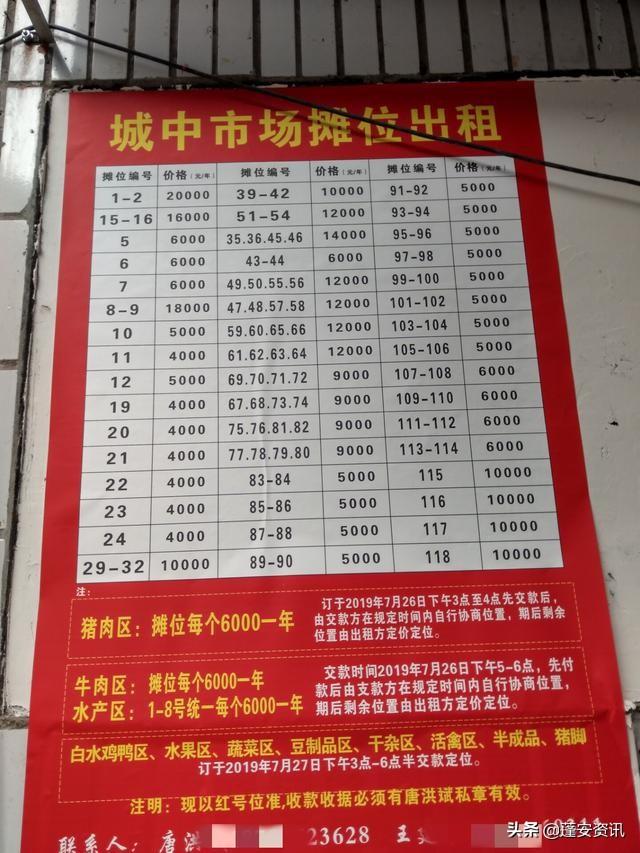 城中市场摊位出租
摊位编号 价格（元/年） 摊位编号 价格（元/年） 摊位编号 价格（元/年）
1-2 20000 39-42 10000 91-92 5000
15-16 16000 51-54 12000 93-94 5000
5 6000 35.36.45.46 14000 95-96 5000
6 6000 43-44 6000 97-98 5000
7 6000 49.50.55.56 12000 99-100 5000
8-9 18000 47.48.57.58 12000 101-102 5000
10 5000 59.60.65.66 12000 103-104 5000
11 4000 61.62.63.64 12000 105-106 5000
12 5000 69.70.71.72 9000 107-108 6000
19 4000 67.68.73.74 9000 109-110 6000
20 4000 75.76.81.82 9000 111-112 6000
21 4000 77.78.79.80 9000 113-114 6000
22 4000 83-84 5000 115 10000
23 4000 85-86 5000 116 10000
24 4000 87-88 5000 117 10000
29-32 10000 89-90 5000 118 10000
注：
猪肉区：摊位每个6000一年
订于2019年7月26日下午3点至4点先交款后，
由交款方在规定时间内自行协商位置，期后剩余
位置由出租方定价定位。
牛肉区：摊位每个6000一年
水产区：1-8号统一每个6000一年
交款时间2019年7月26日下午5-6点，先付
款后由支款方在规定时间内自行协商位置，
期后剩余位置由出租方定价定位。
白水鸡鸭区、水果区、蔬菜区、豆制品区、干杂区、活禽区、半成品、猪脚
订于2019年7月27日下午3点-6点半交款定位。
注明：现以红号位准,收款收据必须有唐洪斌私章有效。
联系人：唐洪 23628 王
头条 @蓬安资讯